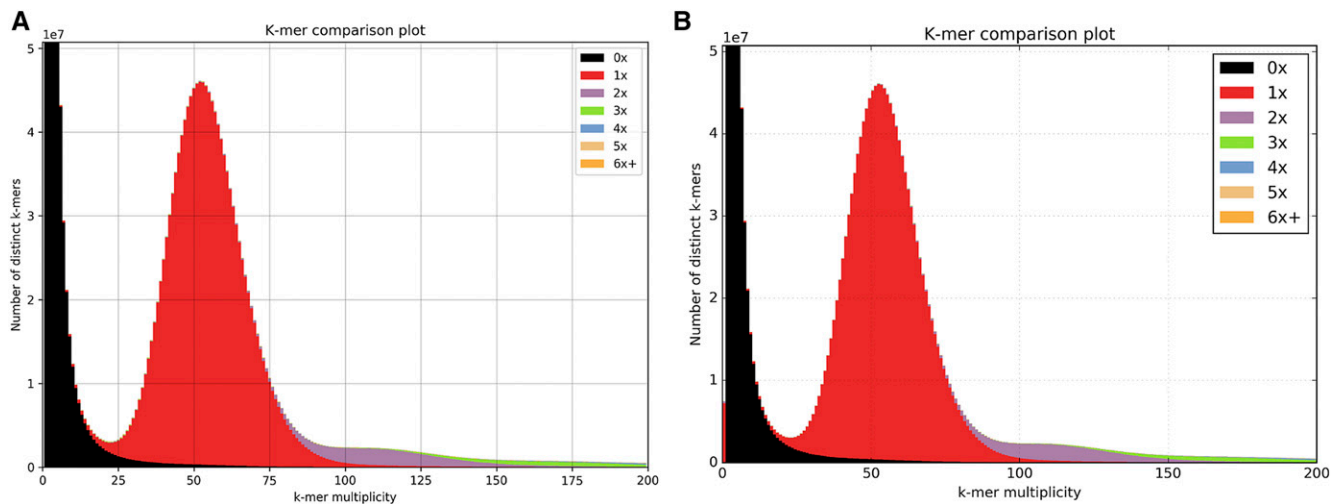 A
K-mer comparison plot
1e7
Number of distinct k-mers
5
4
3
2
1
0
0x
1x
2x
3x
4x
5x
6x+
0 25 50 75 100 125 150 175 200
k-mer multiplicity
B
K-mer comparison plot
1e7
Number of distinct k-mers
5
4
3
2
1
0
0x
1x
2x
3x
4x
5x
6x+
0 50 100 150 200
k-mer multiplicity